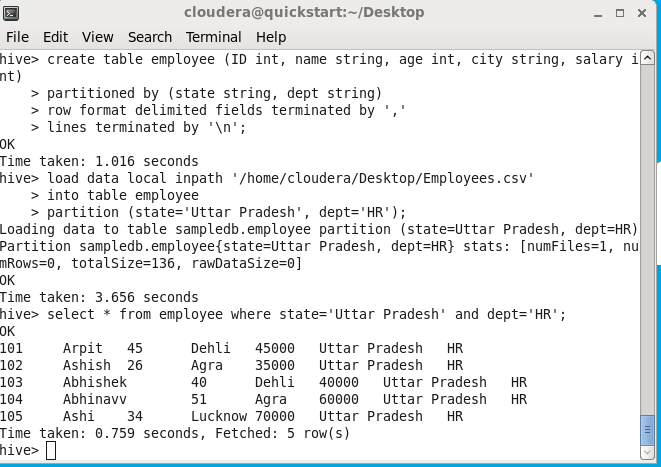 cloudera@quickstart:~/Desktop
File Edit View Search Terminal Help
hive> create table employee (ID int, name string, age int, city string, salary i
nt)
    > partitioned by (state string, dept string)
    > row format delimited fields terminated by ','
    > lines terminated by '\n';
OK
Time taken: 1.016 seconds
hive> load data local inpath '/home/cloudera/Desktop/Employees.csv'
    > into table employee
    > partition (state='Uttar Pradesh', dept='HR');
Loading data to table sampledb.employee partition (state=Uttar Pradesh, dept=HR)
Partition sampledb.employee{state=Uttar Pradesh, dept=HR} stats: [numFiles=1, nu
mRows=0, totalSize=136, rawDataSize=0]
OK
Time taken: 3.656 seconds
hive> select * from employee where state='Uttar Pradesh' and dept='HR';
OK
101     Arpit   45      Dehli   45000   Uttar Pradesh   HR
102     Ashish  26      Agra    35000   Uttar Pradesh   HR
103     Abhishek        40      Dehli   40000   Uttar Pradesh   HR
104     Abhinavv        51      Agra    60000   Uttar Pradesh   HR
105     Ashi    34      Lucknow 70000   Uttar Pradesh   HR
Time taken: 0.759 seconds, Fetched: 5 row(s)
hive>